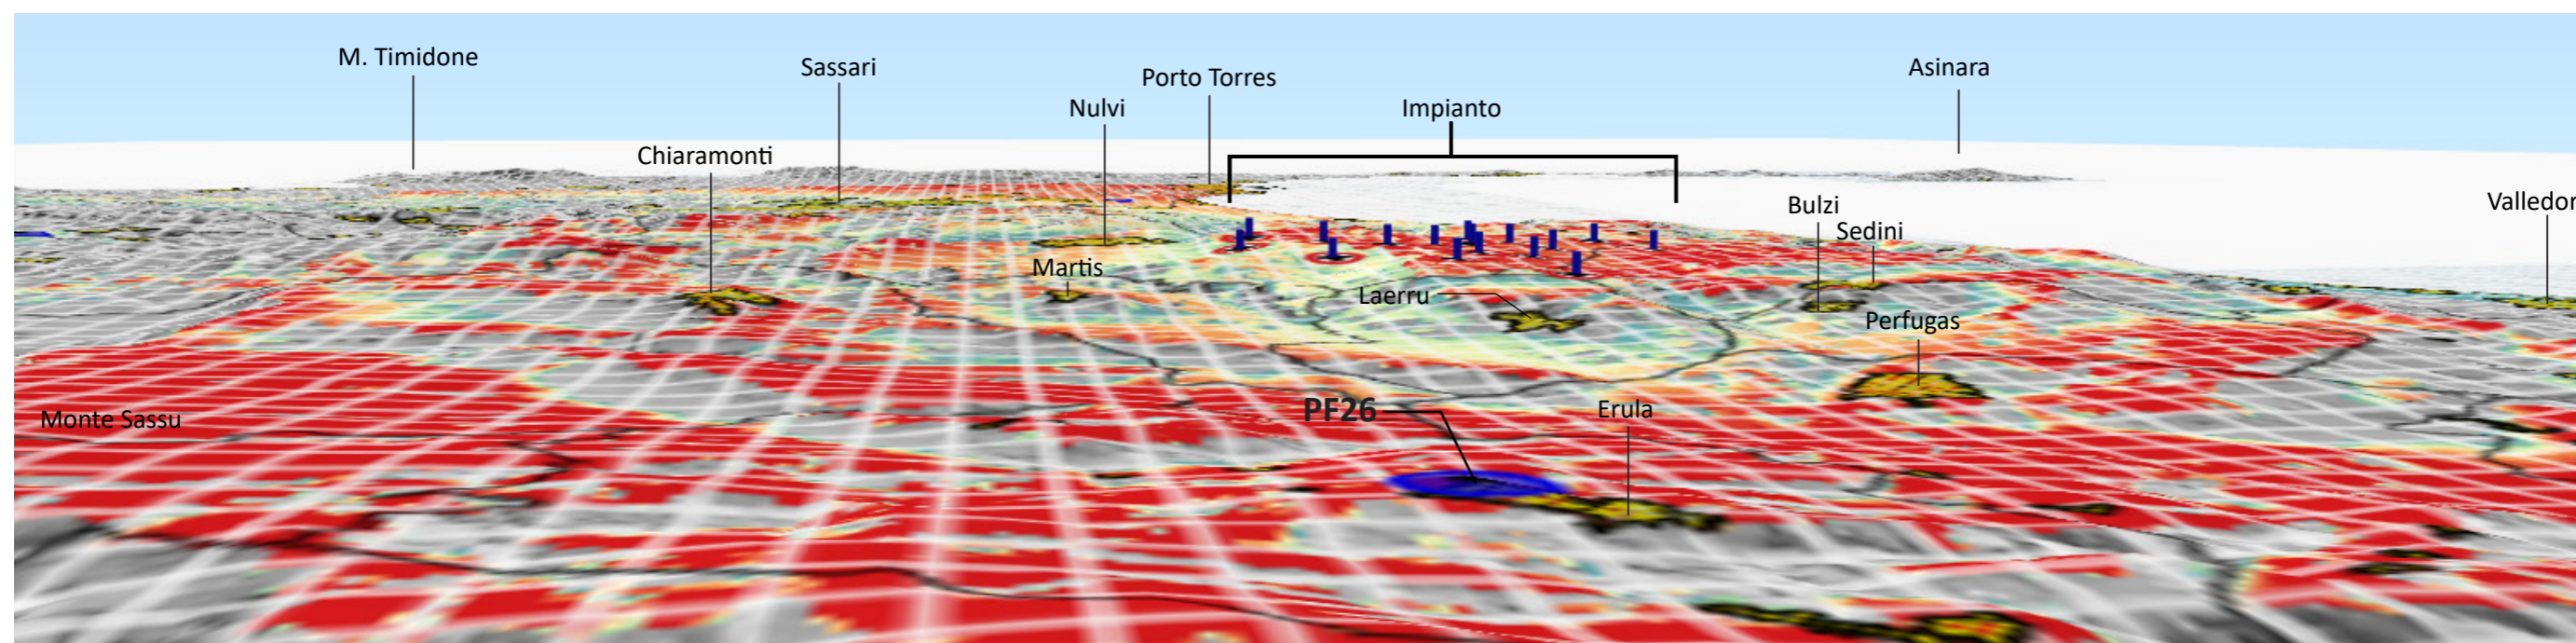 M. Timidone
Sassari
Asinara
Porto Torres
Nulvi
Impianto
Chiaramonti
Valledor
Bulzi
Sedini
Martis
Laerru
Perfugas
PF26
Erula
Monte Sassu